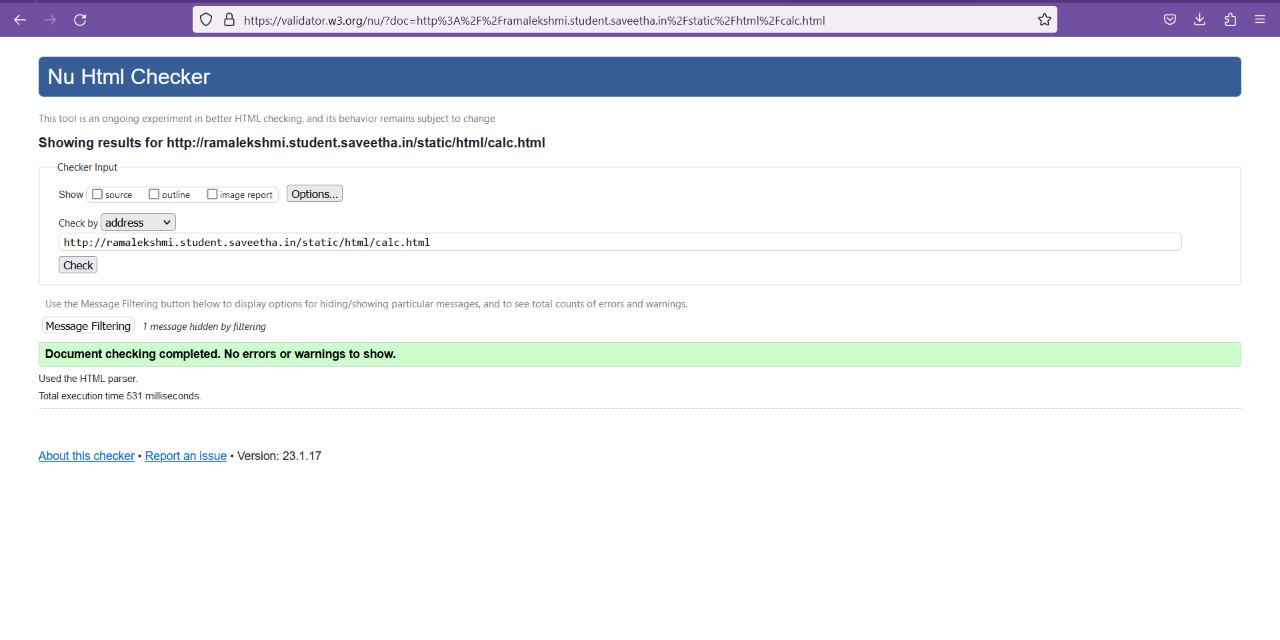 https://validator.w3.org/nu/?doc=http%3A%2F%2Framalekshmi.student.saveetha.in%2Fstatic%2Fhtml%2Fcalc.html
Nu Html Checker
This tool is an ongoing experiment in better HTML checking, and its behavior remains subject to change
Showing results for http://ramalekshmi.student.saveetha.in/static/html/calc.html
Checker Input
Show source outline image report Options...
Check by address
http://ramalekshmi.student.saveetha.in/static/html/calc.html
Check
Use the Message Filtering button below to display options for hiding/showing particular messages, and to see total counts of errors and warnings.
Message Filtering 1 message hidden by filtering
Document checking completed. No errors or warnings to show.
Used the HTML parser.
Total execution time 531 milliseconds.
About this checker • Report an issue • Version: 23.1.17